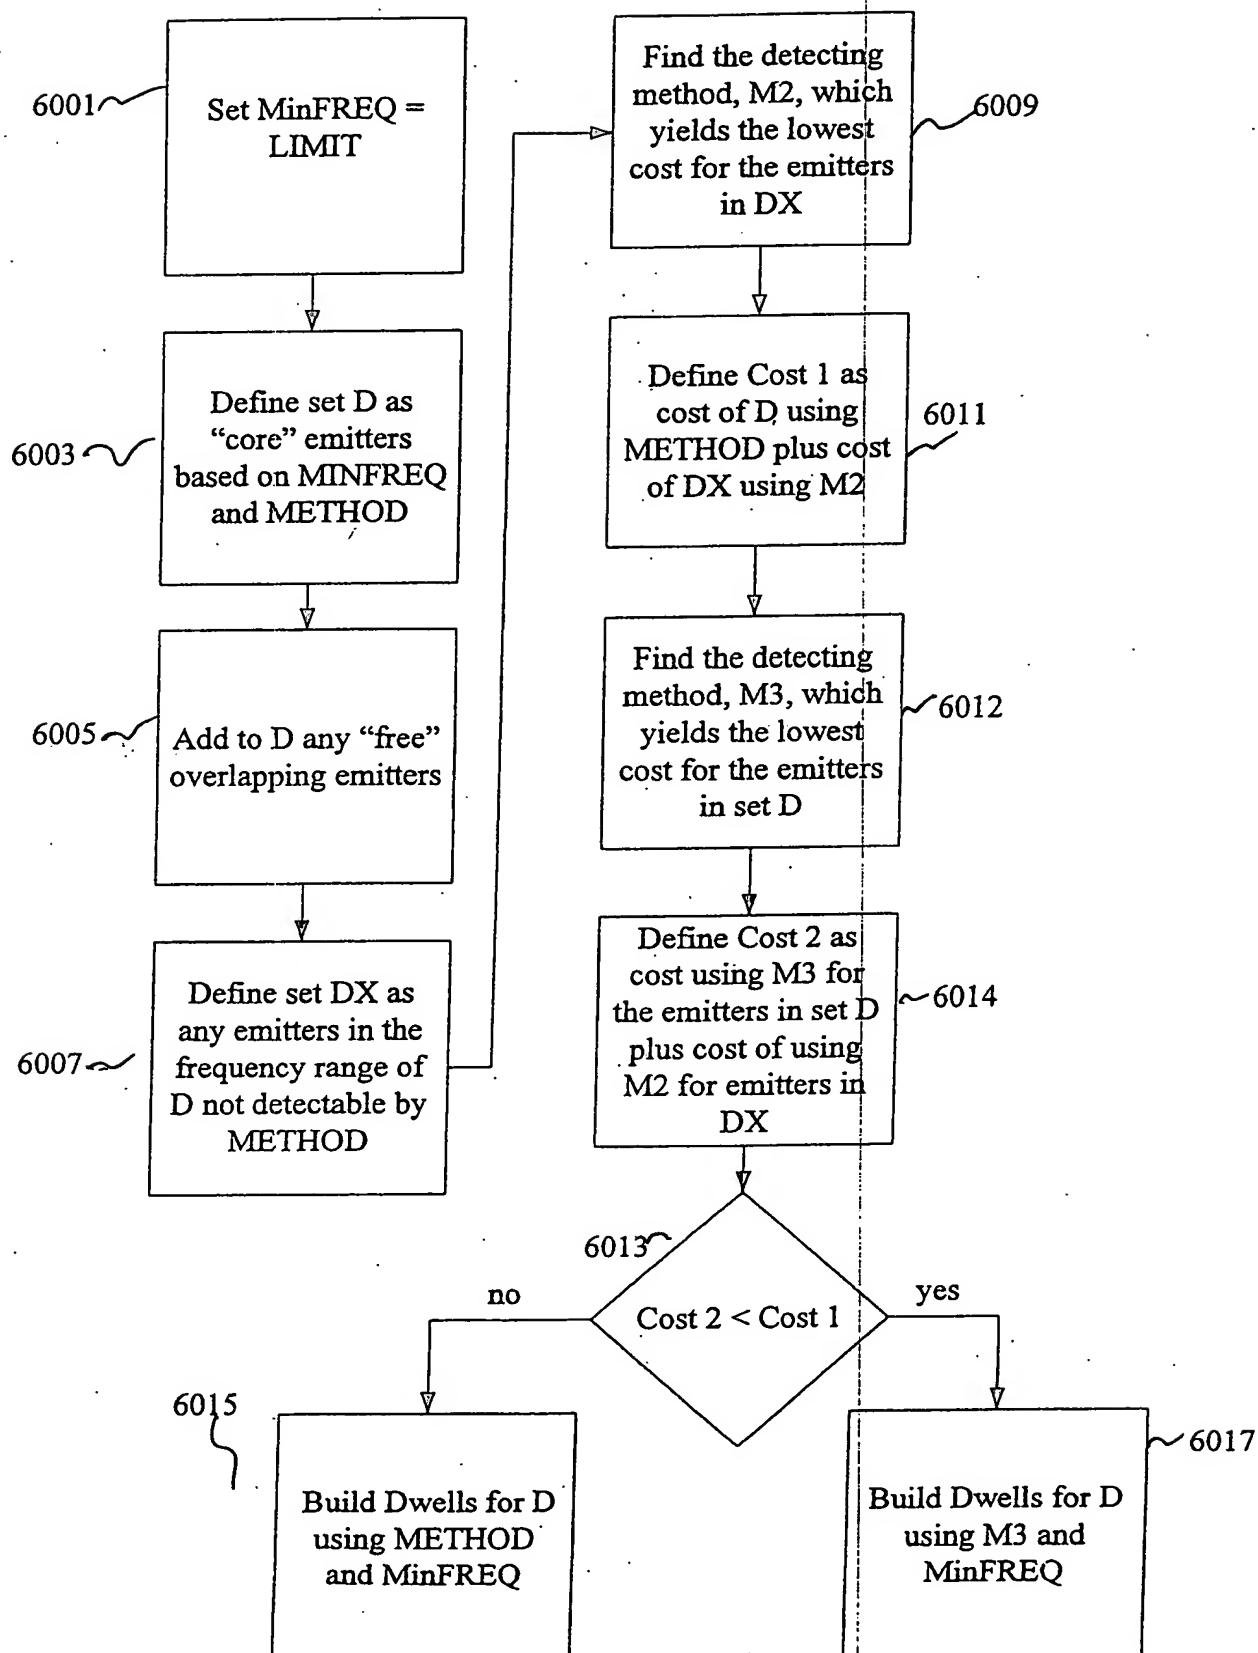 6001
Set MinFREQ =
LIMIT
6003
Define set D as
“core” emitters
based on MINFREQ
and METHOD
6005
Add to D any “free”
overlapping emitters
6007
Define set DX as
any emitters in the
frequency range of
D not detectable by
METHOD
Find the detecting
method, M2, which
yields the lowest
cost for the emitters
in DX
6009
Define Cost 1 as
cost of D using
METHOD plus cost
of DX using M2
6011
Find the detecting
method, M3, which
yields the lowest
cost for the emitters
in set D
6012
Define Cost 2 as
cost using M3 for
the emitters in set D
plus cost of using
M2 for emitters in
DX
6014
6013
Cost 2 < Cost 1
no
yes
6015
Build Dwells for D
using METHOD
and MinFREQ
6017
Build Dwells for D
using M3 and
MinFREQ